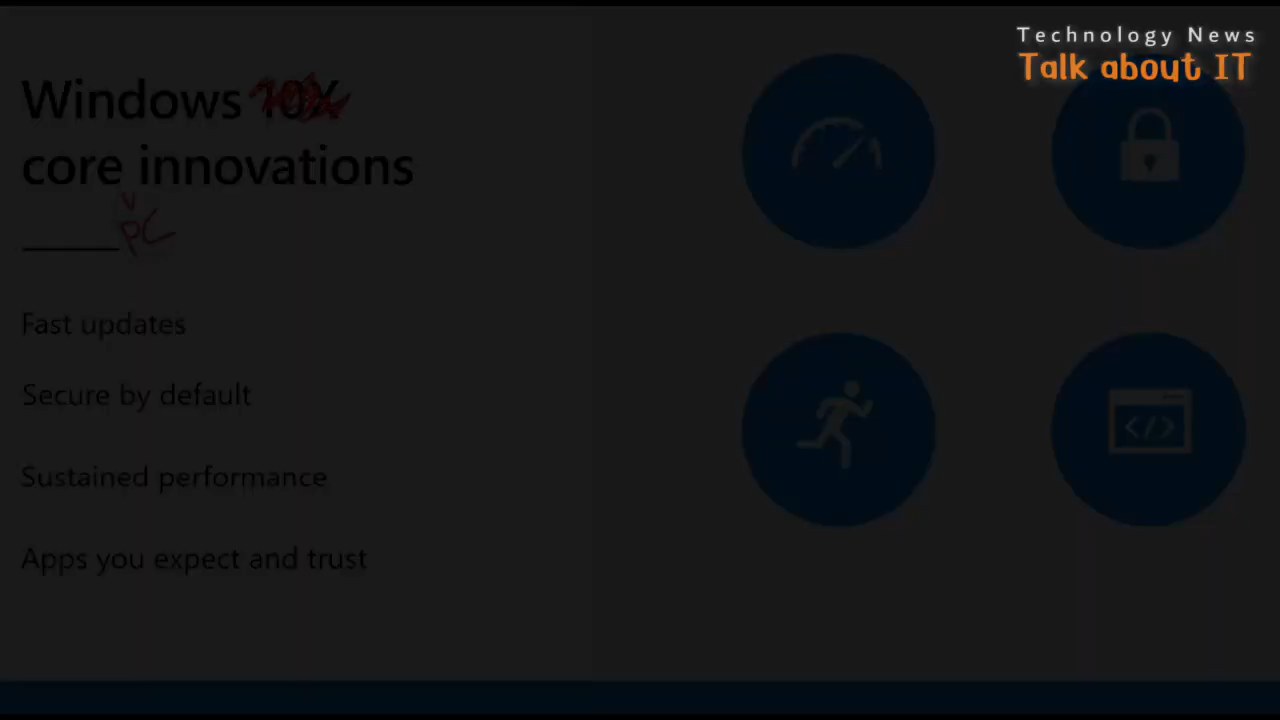 Technology News
Talk about IT
Windows 10X
core innovations
PC
Fast updates
Secure by default
Sustained performance
Apps you expect and trust
</>